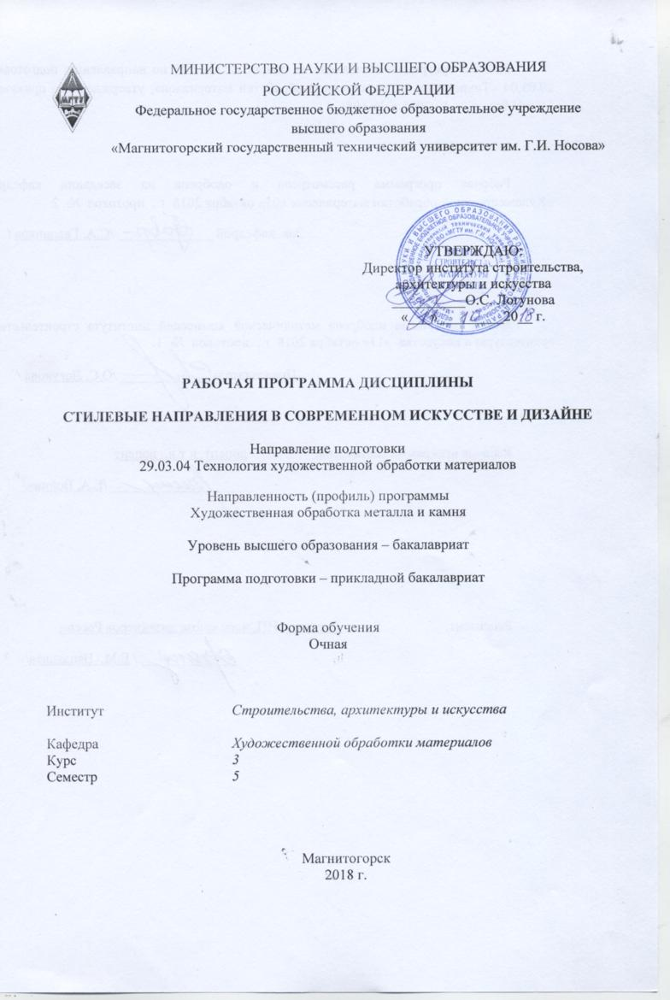 МИНИСТЕРСТВО НАУКИ И ВЫСШЕГО ОБРАЗОВАНИЯ
РОССИЙСКОЙ ФЕДЕРАЦИИ
Федеральное государственное бюджетное образовательное учреждение
высшего образования
«Магнитогорский государственный технический университет им. Г.И. Носова»
МГТУ
УТВЕРЖДАЮ:
Директор института строительства,
архитектуры и искусства
О.С. Логунова
« » 2018 г.
РАБОЧАЯ ПРОГРАММА ДИСЦИПЛИНЫ
СТИЛЕВЫЕ НАПРАВЛЕНИЯ В СОВРЕМЕННОМ ИСКУССТВЕ И ДИЗАЙНЕ
Направление подготовки
29.03.04 Технология художественной обработки материалов
Направленность (профиль) программы
Художественная обработка металла и камня
Уровень высшего образования – бакалавриат
Программа подготовки – прикладной бакалавриат
Форма обучения
Очная
Институт Строительства, архитектуры и искусства
Кафедра Художественной обработки материалов
Курс 3
Семестр 5
Магнитогорск
2018 г.